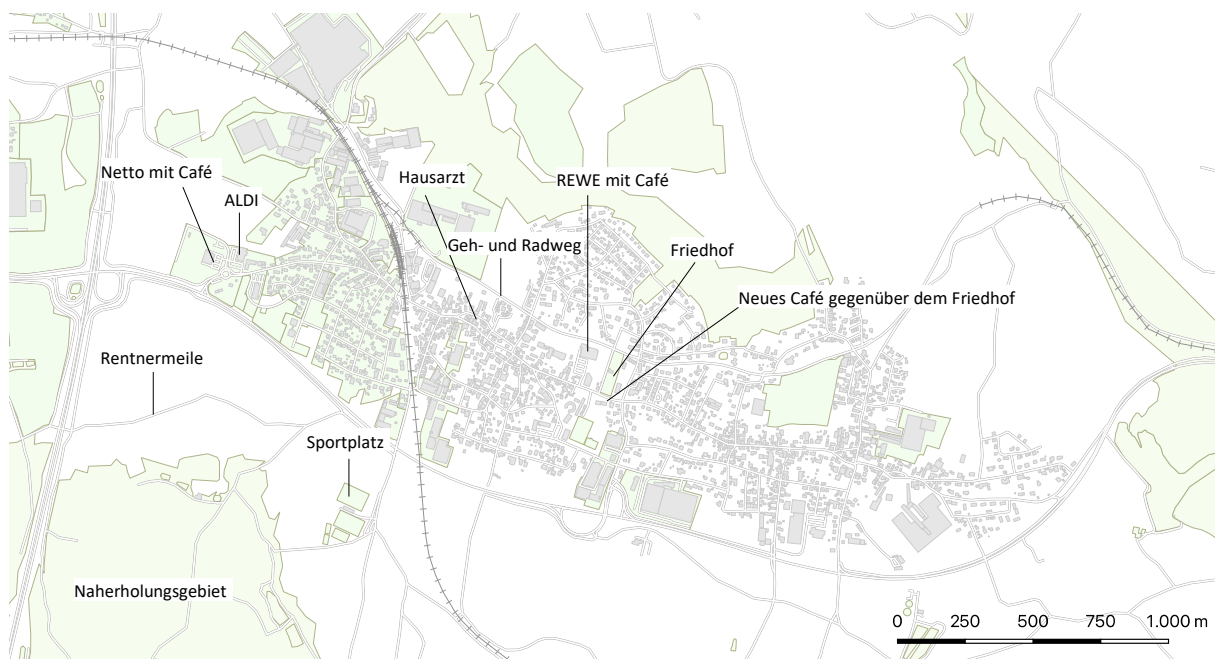 Netto mit Café
ALDI
Hausarzt
REWE mit Café
Geh- und Radweg
Friedhof
Neues Café gegenüber dem Friedhof
Rentnermeile
Sportplatz
Naherholungsgebiet
0 250 500 750 1.000 m